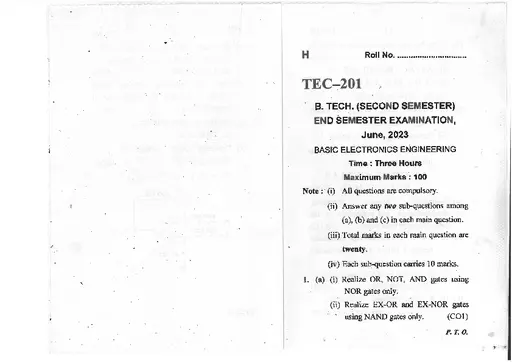 H Roll No. ..............................
TEC–201
B. TECH. (SECOND SEMESTER)
END SEMESTER EXAMINATION,
June, 2023
BASIC ELECTRONICS ENGINEERING
Time : Three Hours
Maximum Marks : 100
Note : (i) All questions are compulsory.
(ii) Answer any two sub-questions among
(a), (b) and (c) in each main question.
(iii) Total marks in each main question are
twenty.
(iv) Each sub-question carries 10 marks.
1. (a) (i) Realize OR, NOT, AND gates using
NOR gates only.
(ii) Realize EX-OR and EX-NOR gates
using NAND gates only. (CO1)
P. T. O.